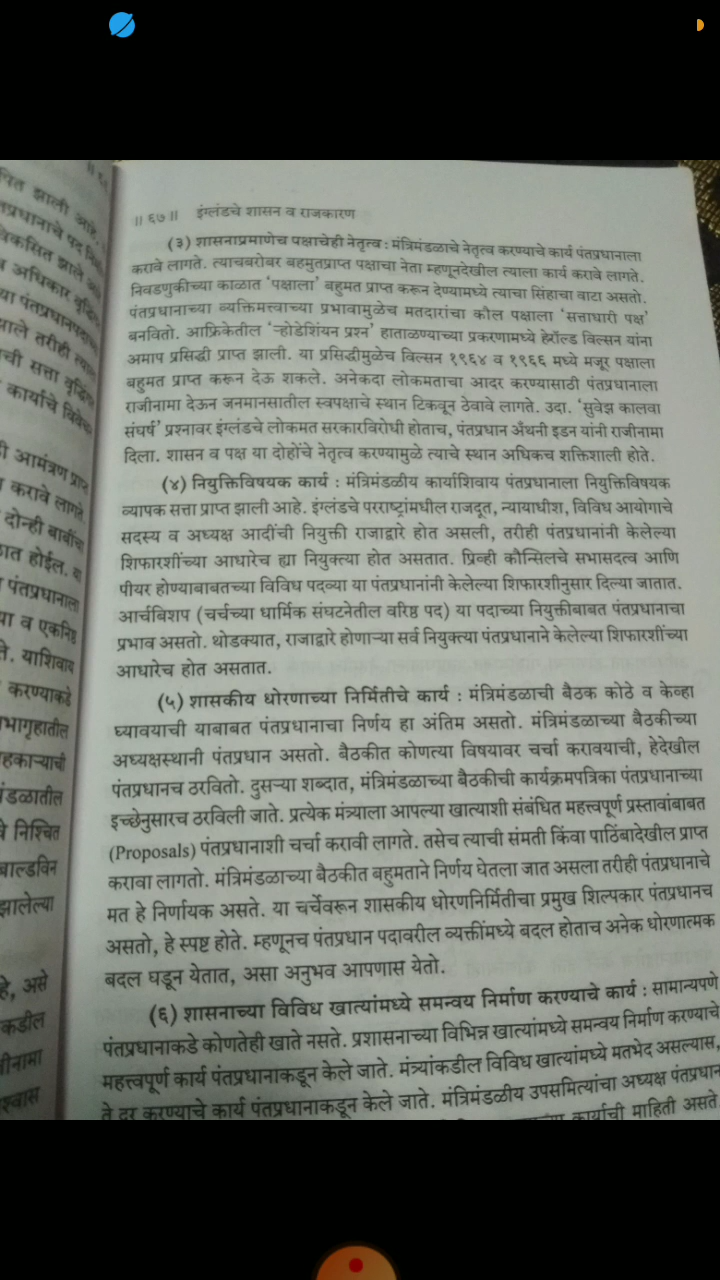 ॥ ६७ ॥ इंग्लंडचे शासन व राजकारण
(३) शासनाप्रमाणेच पक्षाचेही नेतृत्व : मंत्रिमंडळाचे नेतृत्व करण्याचे कार्य पंतप्रधानाला
करावे लागते. त्याचबरोबर बहुमतप्राप्त पक्षाचा नेता म्हणूनदेखील त्याला कार्य करावे लागते.
निवडणुकीच्या काळात 'पक्षाला' बहुमत प्राप्त करून देण्यामध्ये त्याचा सिंहाचा वाटा असतो.
पंतप्रधानाच्या व्यक्तिमत्त्वाच्या प्रभावामुळेच मतदारांचा कौल पक्षाला 'सत्ताधारी पक्ष'
बनवितो. आफ्रिकेतील 'ऱ्होडेशियन प्रश्न' हाताळण्याच्या प्रकरणामध्ये हेरॉल्ड विल्सन यांना
अमाप प्रसिद्धी प्राप्त झाली. या प्रसिद्धीमुळेच विल्सन १९६४ व १९६६ मध्ये मजूर पक्षाला
बहुमत प्राप्त करून देऊ शकले. अनेकदा लोकमताचा आदर करण्यासाठी पंतप्रधानाला
राजीनामा देऊन जनमानसातील स्वपक्षाचे स्थान टिकवून ठेवावे लागते. उदा. 'सुवेझ कालवा
संघर्ष' प्रश्नावर इंग्लंडचे लोकमत सरकारविरोधी होताच, पंतप्रधान अँथनी इडन यांनी राजीनामा
दिला. शासन व पक्ष या दोहोंचे नेतृत्व करण्यामुळे त्याचे स्थान अधिकच शक्तिशाली होते.
(४) नियुक्तिविषयक कार्य : मंत्रिमंडळीय कार्याशिवाय पंतप्रधानाला नियुक्तिविषयक
व्यापक सत्ता प्राप्त झाली आहे. इंग्लंडचे परराष्ट्रांमधील राजदूत, न्यायाधीश, विविध आयोगाचे
सदस्य व अध्यक्ष आदींची नियुक्ती राजाद्वारे होत असली, तरीही पंतप्रधानांनी केलेल्या
शिफारशींच्या आधारेच ह्या नियुक्त्या होत असतात. प्रिव्ही कौन्सिलचे सभासदत्व आणि
पीयर होण्याबाबतच्या विविध पदव्या या पंतप्रधानांनी केलेल्या शिफारशीनुसार दिल्या जातात.
आर्चबिशप (चर्चच्या धार्मिक संघटनेतील वरिष्ठ पद) या पदाच्या नियुक्तीबाबत पंतप्रधानाचा
प्रभाव असतो. थोडक्यात, राजाद्वारे होणाऱ्या सर्व नियुक्त्या पंतप्रधानाने केलेल्या शिफारशींच्या
आधारेच होत असतात.
(५) शासकीय धोरणाच्या निर्मितीचे कार्य : मंत्रिमंडळाची बैठक कोठे व केव्हा
घ्यावयाची याबाबत पंतप्रधानाचा निर्णय हा अंतिम असतो. मंत्रिमंडळाच्या बैठकीच्या
अध्यक्षस्थानी पंतप्रधान असतो. बैठकीत कोणत्या विषयावर चर्चा करावयाची, हेदेखील
पंतप्रधानच ठरवितो. दुसऱ्या शब्दात, मंत्रिमंडळाच्या बैठकीची कार्यक्रमपत्रिका पंतप्रधानाच्या
इच्छेनुसारच ठरविली जाते. प्रत्येक मंत्र्याला आपल्या खात्याशी संबंधित महत्त्वपूर्ण प्रस्तावांबाबत
(Proposals) पंतप्रधानाशी चर्चा करावी लागते. तसेच त्याची संमती किंवा पाठिंबादेखील प्राप्त
करावा लागतो. मंत्रिमंडळाच्या बैठकीत बहुमताने निर्णय घेतला जात असला तरीही पंतप्रधानाचे
मत हे निर्णायक असते. या चर्चेवरून शासकीय धोरणनिर्मितीचा प्रमुख शिल्पकार पंतप्रधानच
असतो, हे स्पष्ट होते. म्हणूनच पंतप्रधान पदावरील व्यक्तींमध्ये बदल होताच अनेक धोरणात्मक
बदल घडून येतात, असा अनुभव आपणास येतो.
(६) शासनाच्या विविध खात्यांमध्ये समन्वय निर्माण करण्याचे कार्य : सामान्यपणे
पंतप्रधानाकडे कोणतेही खाते नसते. प्रशासनाच्या विभिन्न खात्यांमध्ये समन्वय निर्माण करण्याचे
महत्त्वपूर्ण कार्य पंतप्रधानाकडून केले जाते. मंत्र्यांकडील विविध खात्यांमध्ये मतभेद असल्यास,
ते दूर करण्याचे कार्य पंतप्रधानाकडून केले जाते. मंत्रिमंडळीय उपसमित्यांचा अध्यक्ष पंतप्रधान
कार्याची माहिती असते